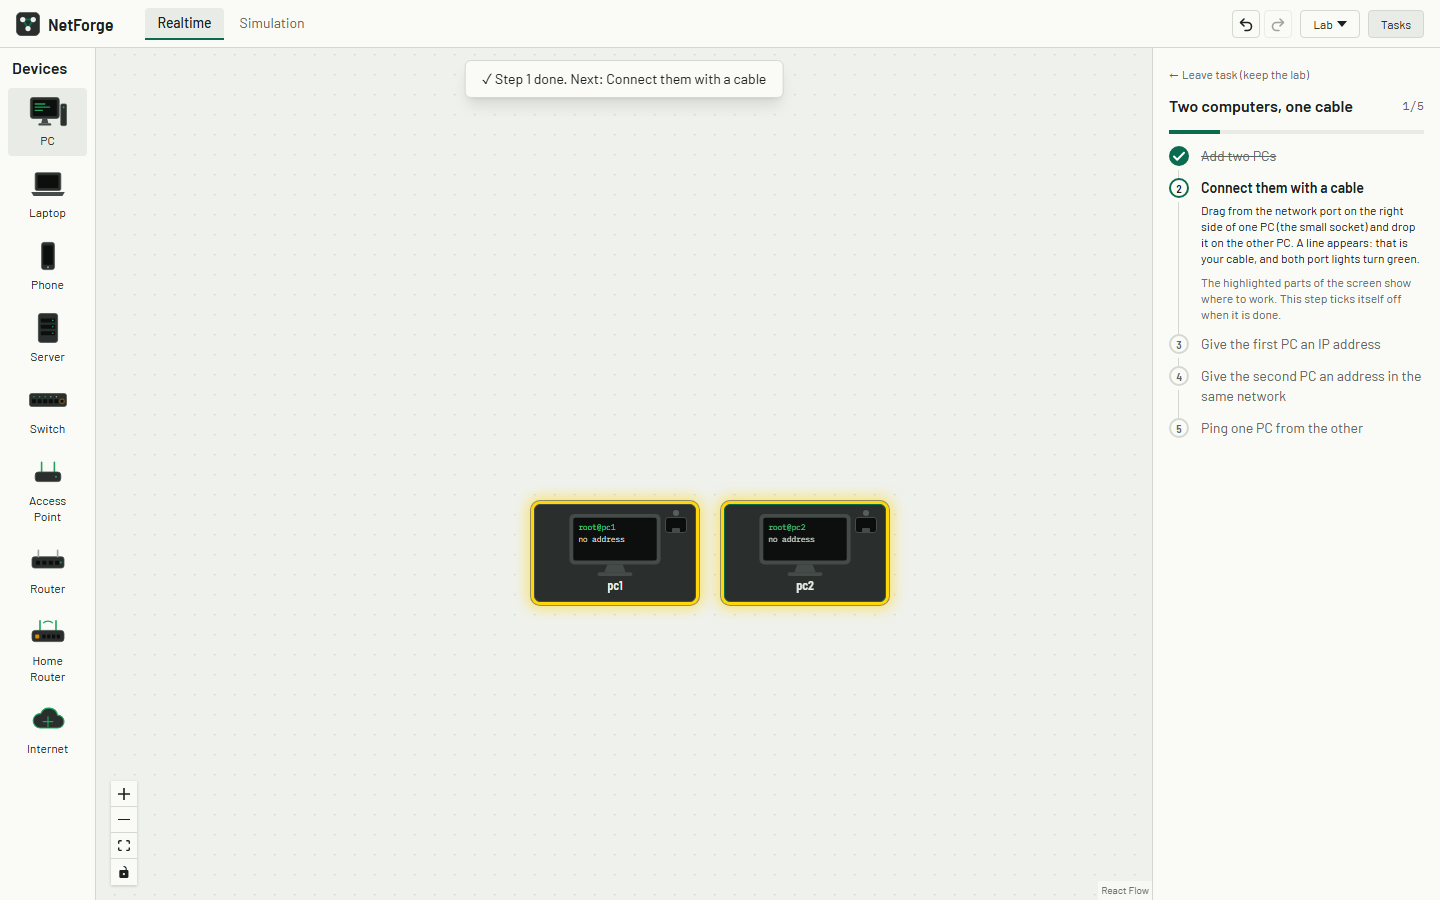 NetForge
Realtime
Simulation
Lab
Tasks
Devices
PC
Laptop
Phone
Server
Switch
Access
Point
Router
Home
Router
Internet
✓ Step 1 done. Next: Connect them with a cable
root@pc1
no address
pc1
root@pc2
no address
pc2
React Flow
← Leave task (keep the lab)
Two computers, one cable
1/5
Add two PCs
2
Connect them with a cable
Drag from the network port on the right
side of one PC (the small socket) and drop
it on the other PC. A line appears: that is
your cable, and both port lights turn green.
The highlighted parts of the screen show
where to work. This step ticks itself off
when it is done.
3
Give the first PC an IP address
4
Give the second PC an address in the
same network
5
Ping one PC from the other